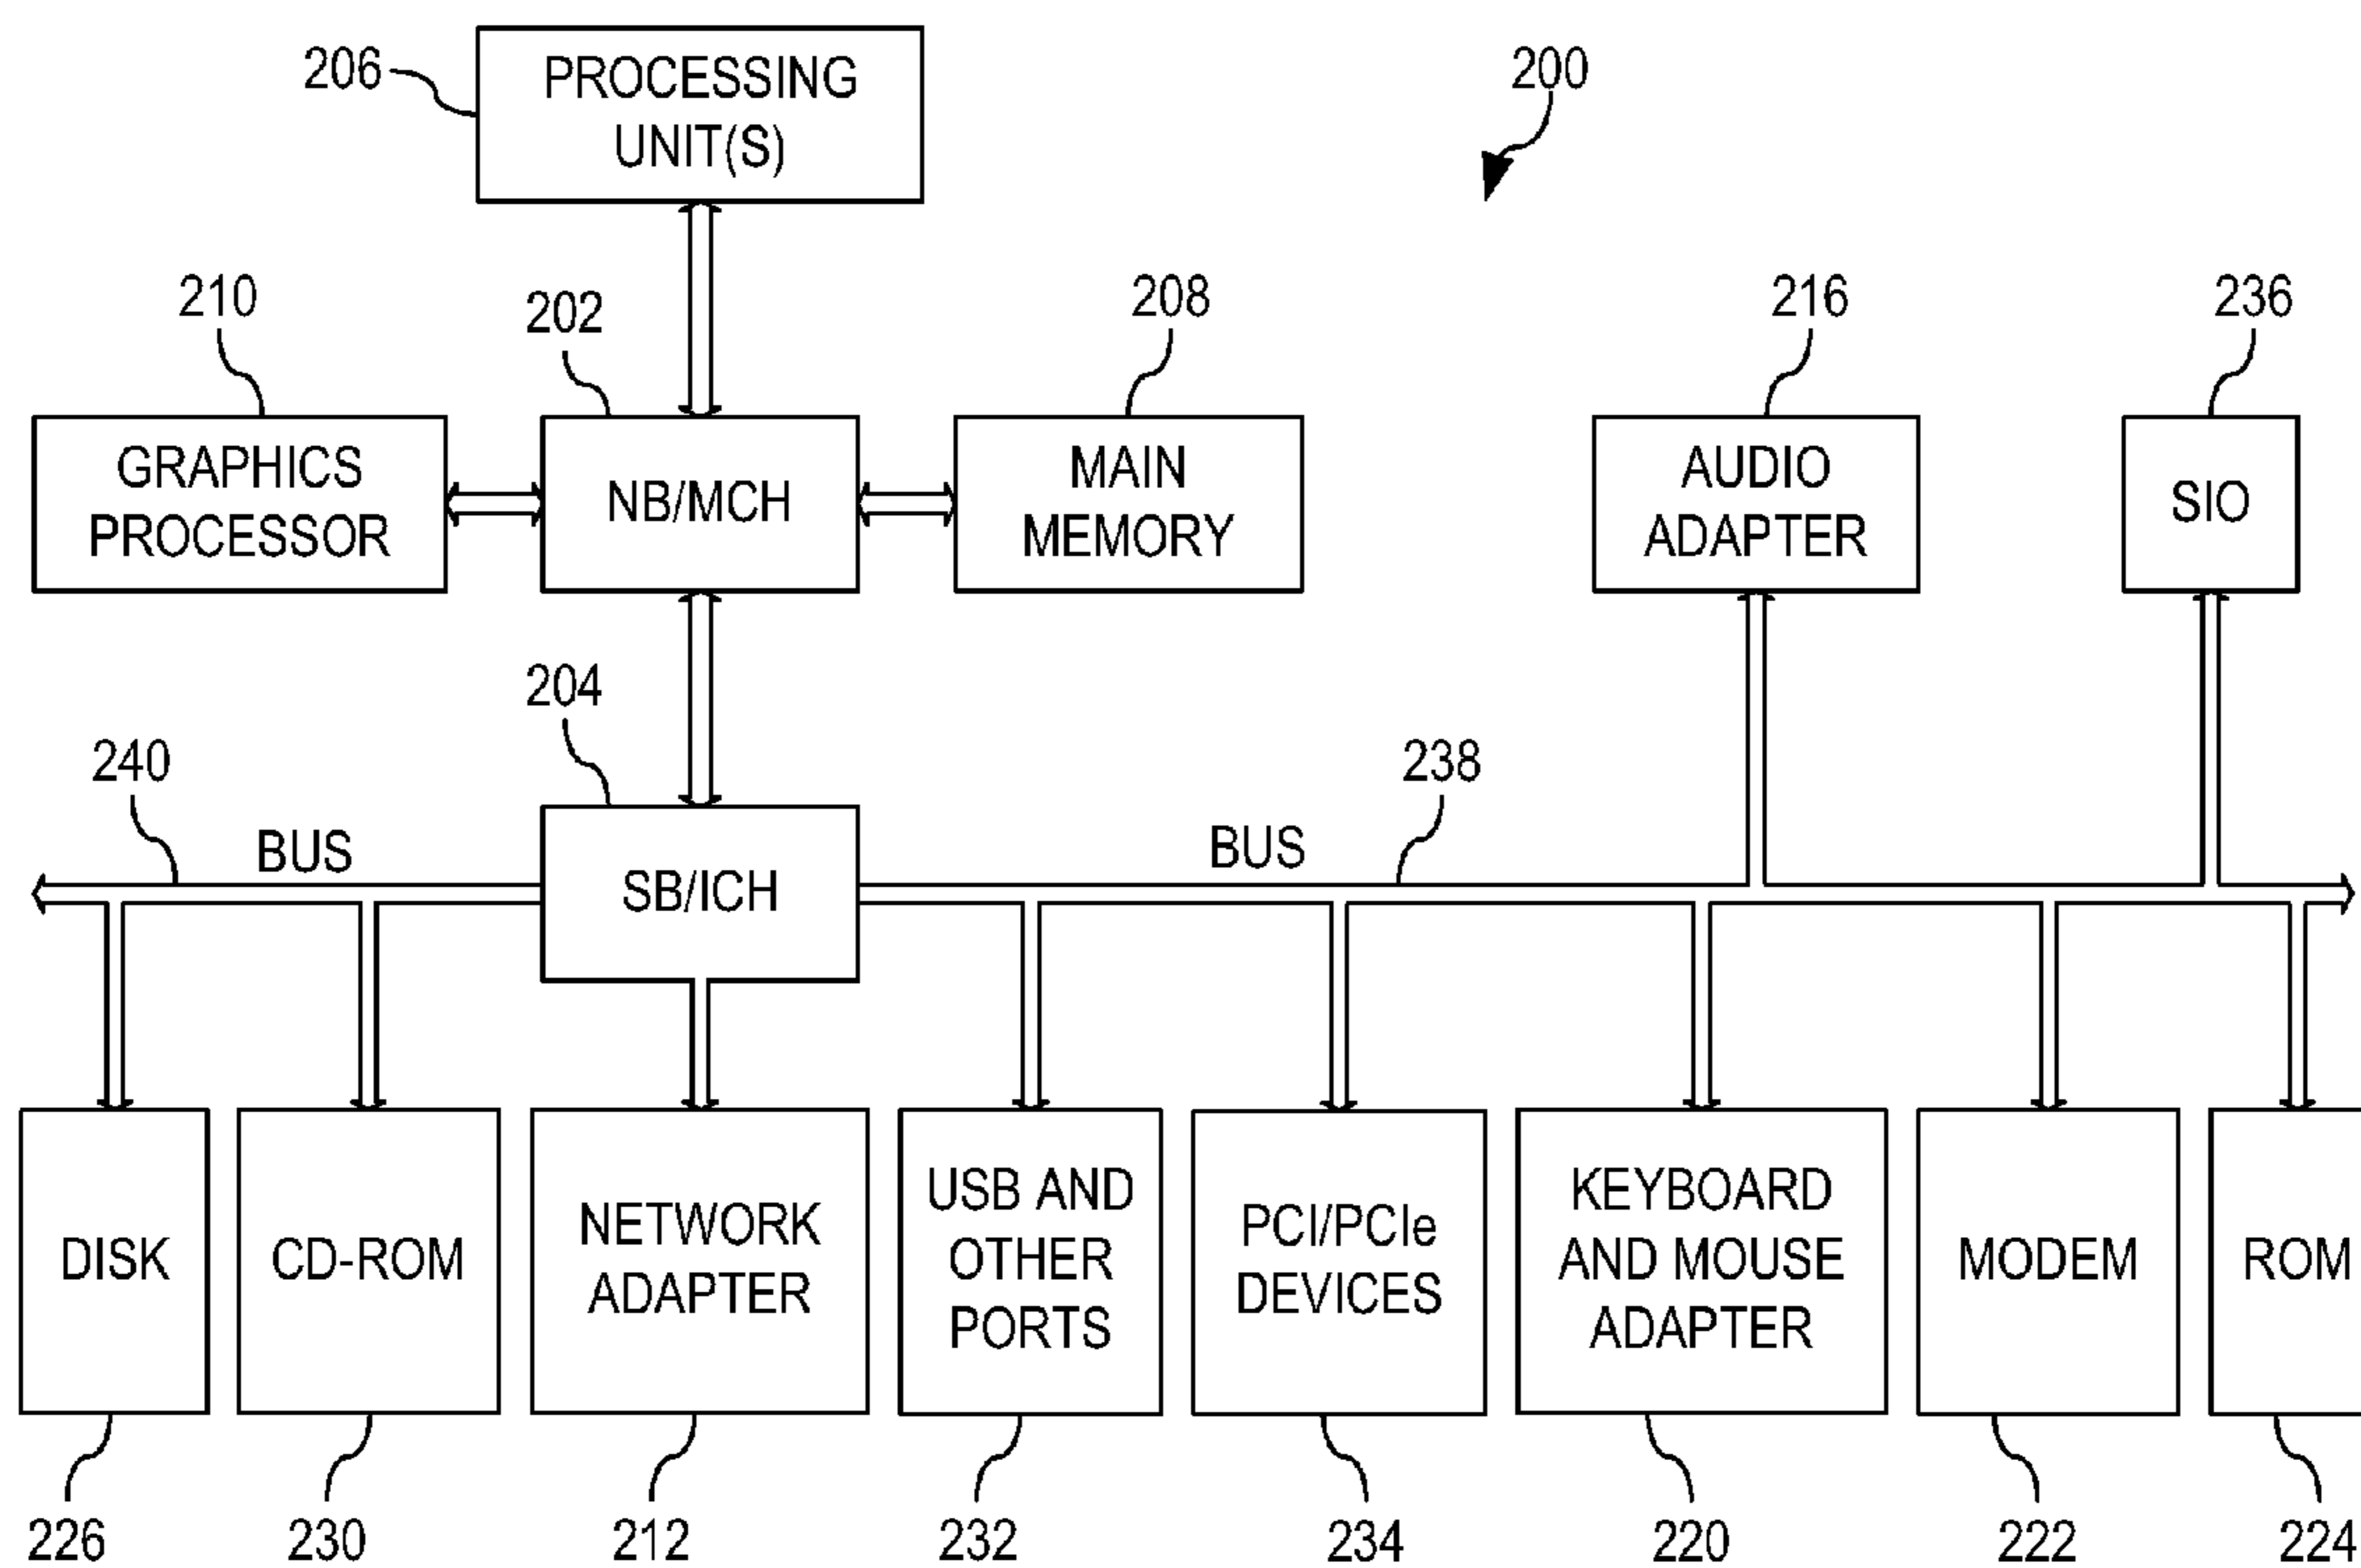 206
PROCESSING
UNIT(S)
200
210
202
208
216
236
GRAPHICS
PROCESSOR
NB/MCH
MAIN
MEMORY
AUDIO
ADAPTER
SIO
204
240
238
BUS
SB/ICH
BUS
DISK
CD-ROM
NETWORK
ADAPTER
USB AND
OTHER
PORTS
PCI/PCIe
DEVICES
KEYBOARD
AND MOUSE
ADAPTER
MODEM
ROM
226
230
212
232
234
220
222
224